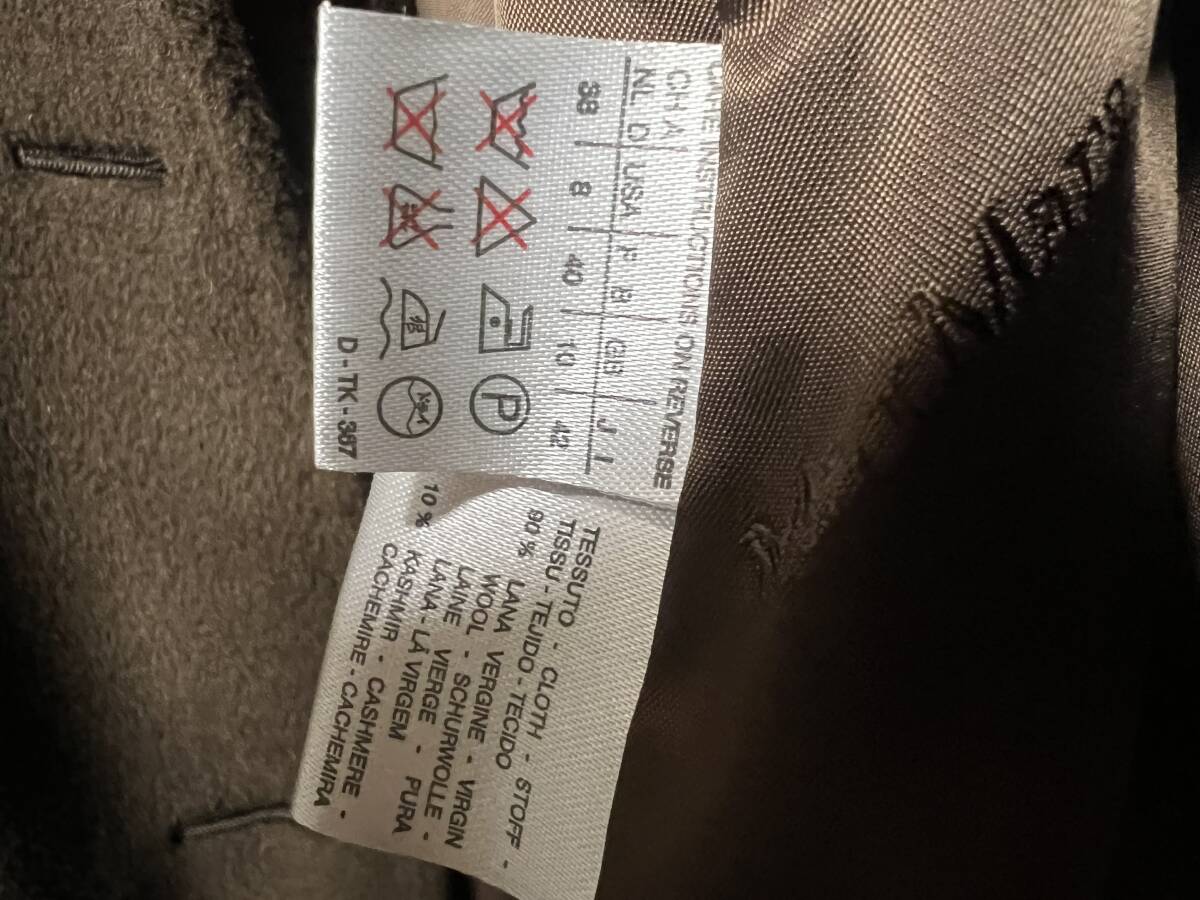 CARE INSTRUCTIONS ON REVERSE
CH A
NL D USA F B GB J I
38 8 40 10 42
P
D - TK - 367
TESSUTO - CLOTH - STOFF -
TISSU - TEJIDO - TECIDO
90% LANA VERGINE - VIRGIN
WOOL - SCHURWOLLE -
LAINE VIERGE - PURA
LANA - LÃ VIRGEM
10% KASHMIR - CASHMERE -
CACHEMIRE - CACHEMIRA